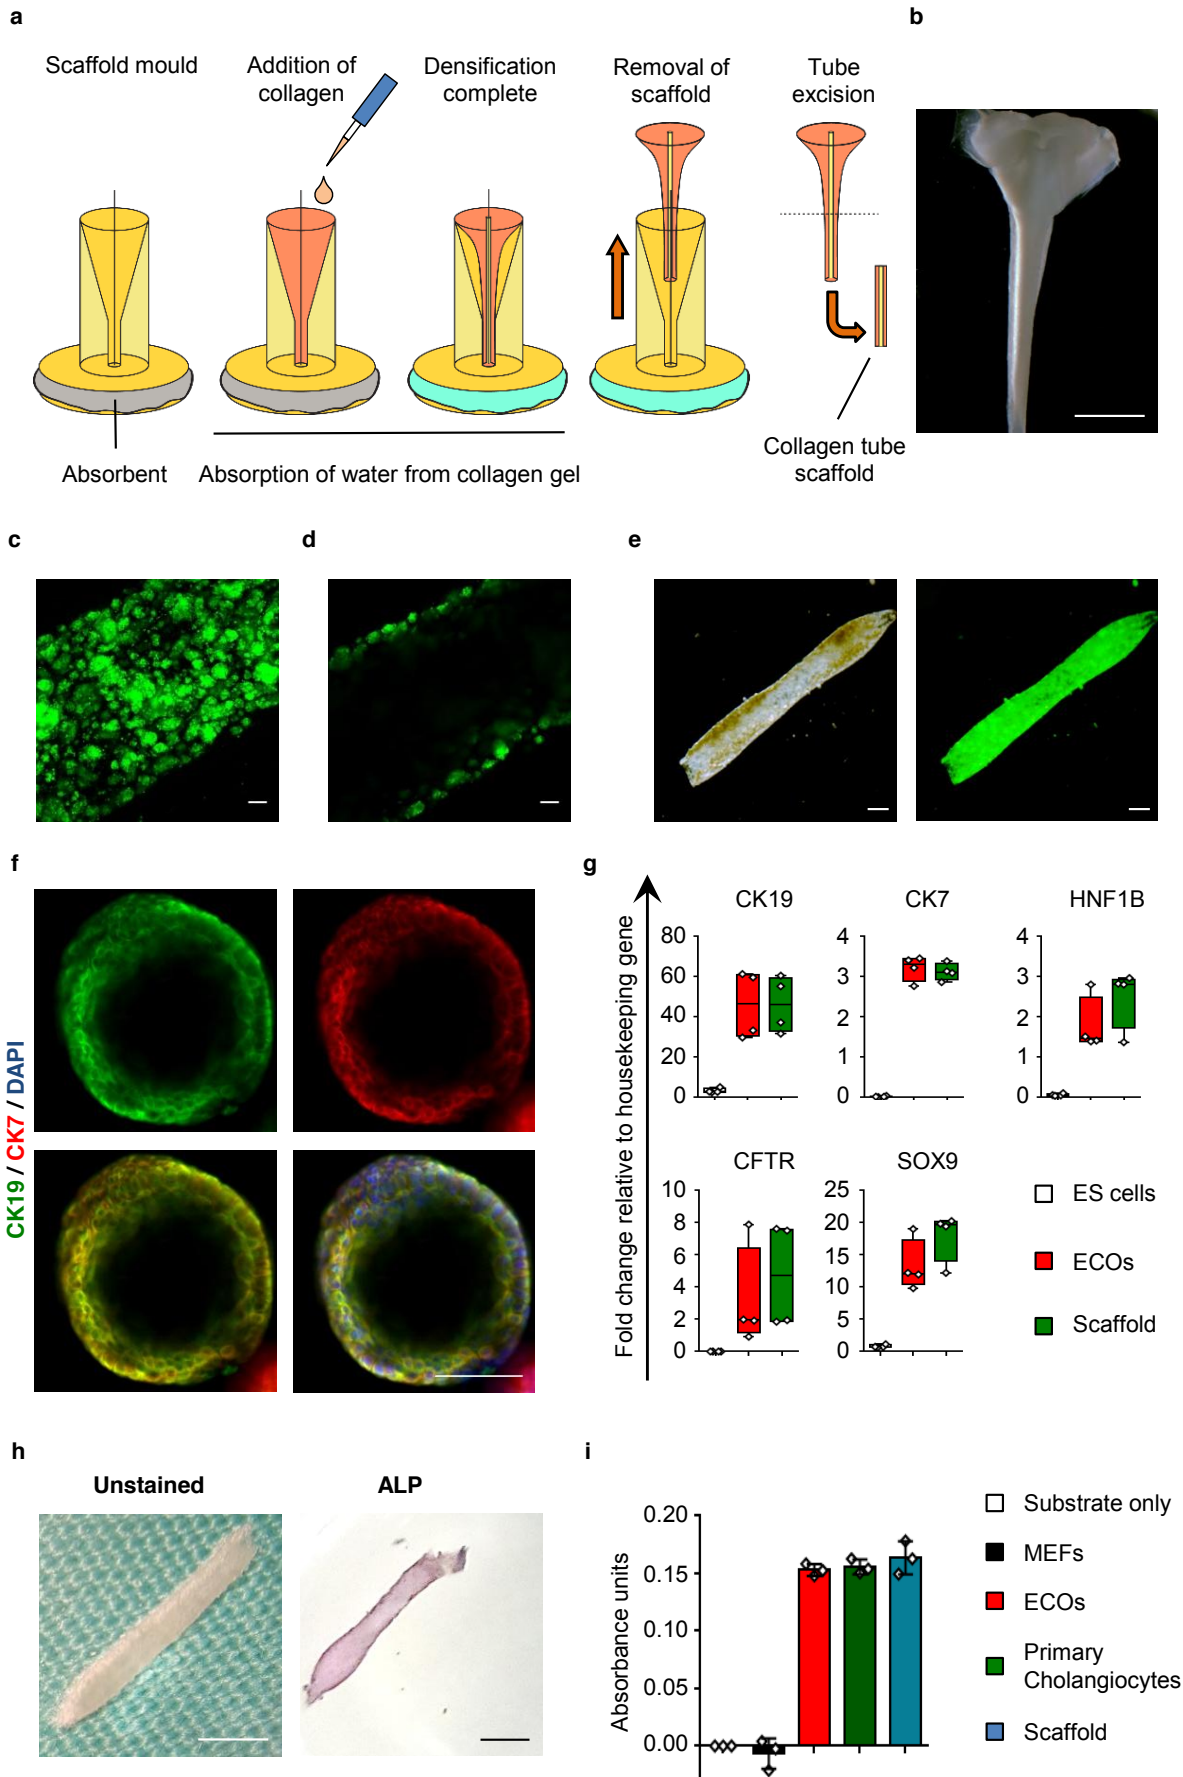 a
b
Scaffold mould
Addition of
collagen
Densification
complete
Removal of
scaffold
Tube
excision
Absorbent
Absorption of water from collagen gel
Collagen tube
scaffold
c
d
e
f
CK19 / CK7 / DAPI
g
Fold change relative to housekeeping gene
CK19
80
60
40
20
0
CK7
4
3
2
1
0
HNF1B
4
3
2
1
0
CFTR
10
8
6
4
2
0
SOX9
25
20
15
10
5
0
ES cells
ECOs
Scaffold
h
Unstained
ALP
i
Absorbance units
0.20
0.15
0.10
0.05
0.00
Substrate only
MEFs
ECOs
Primary
Cholangiocytes
Scaffold